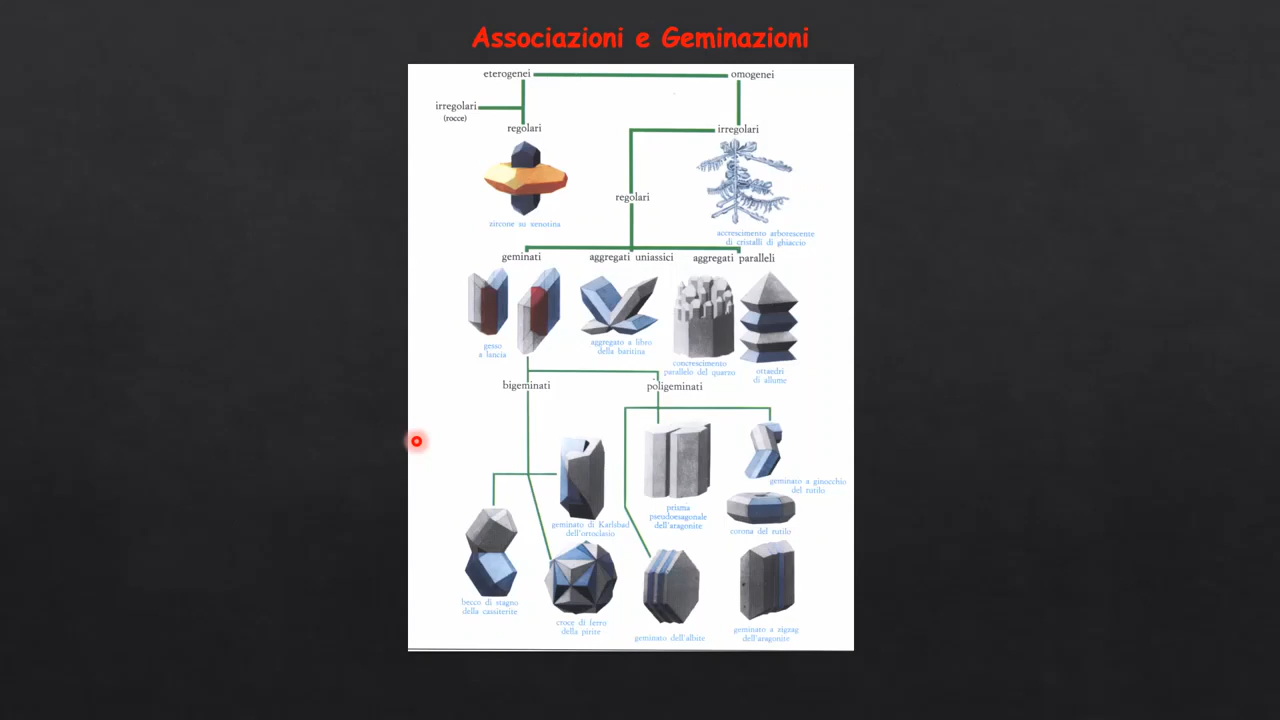 Associazioni e Geminazioni
eterogenei
omogenei
irregolari
(rocce)
regolari
irregolari
zircone su xenotina
regolari
accrescimento arborescente
di cristalli di ghiaccio
geminati
aggregati uniassici
aggregati paralleli
gesso
a lancia
aggregato a libro
della baritina
concrescimento
parallelo del quarzo
ottaedri
di allume
bigeminati
poligeminati
geminato a ginocchio
del rutilo
geminato di Karlsbad
dell'ortoclasio
prisma
pseudoesagonale
dell'aragonite
corona del rutilo
becco di stagno
della cassiterite
croce di ferro
della pirite
geminato dell'albite
geminato a zigzag
dell'aragonite